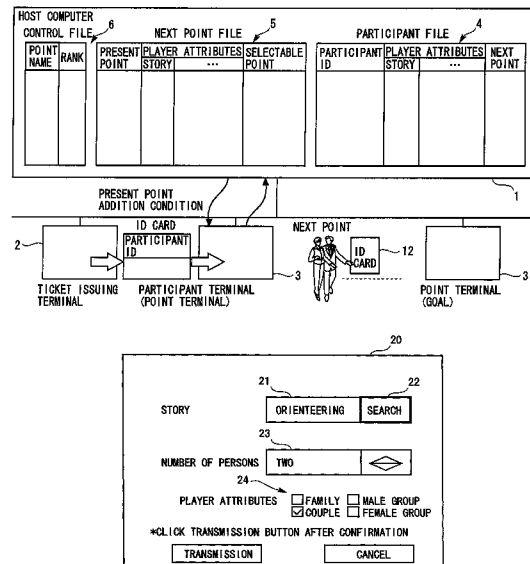 HOST COMPUTER
CONTROL FILE 6
POINT NAME RANK
NEXT POINT FILE 5
PRESENT POINT PLAYER ATTRIBUTES STORY ... SELECTABLE POINT
PARTICIPANT FILE 4
PARTICIPANT ID PLAYER ATTRIBUTES STORY ... NEXT POINT
1
PRESENT POINT
ADDITION CONDITION
2
ID CARD
PARTICIPANT
ID
3
NEXT POINT
12
ID
CARD
3
TICKET ISSUING
TERMINAL
PARTICIPANT TERMINAL
(POINT TERMINAL)
POINT TERMINAL
(GOAL)
20
21 22
STORY ORIENTEERING SEARCH
23
NUMBER OF PERSONS TWO
24
PLAYER ATTRIBUTES FAMILY MALE GROUP
COUPLE FEMALE GROUP
*CLICK TRANSMISSION BUTTON AFTER CONFIRMATION
TRANSMISSION CANCEL